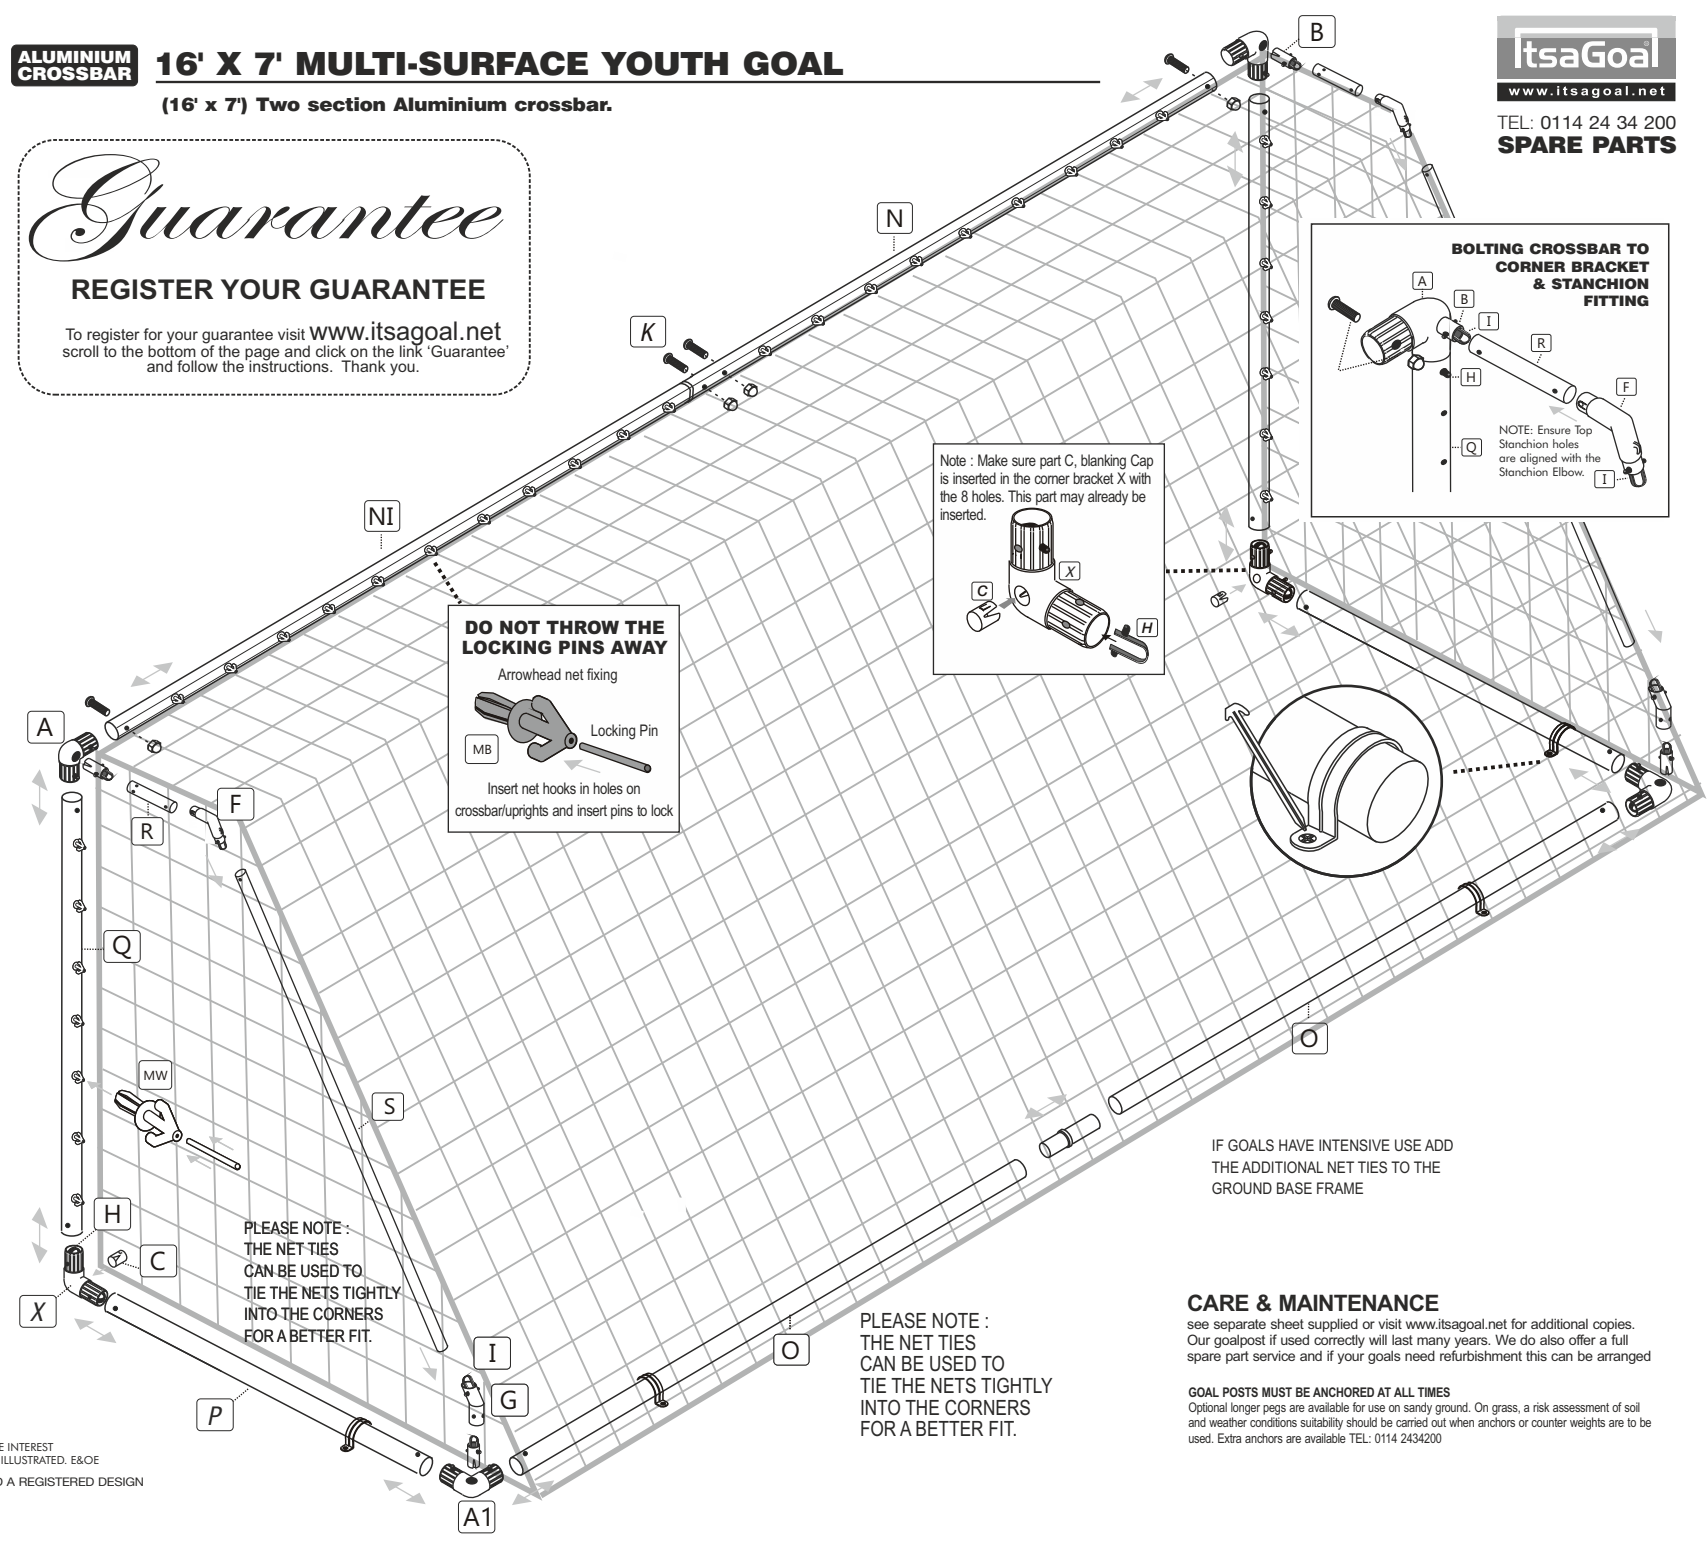 ALUMINIUM
CROSSBAR
16' X 7' MULTI-SURFACE YOUTH GOAL
(16' x 7') Two section Aluminium crossbar.
ItsaGoal®
www.itsagoal.net
TEL: 0114 24 34 200
SPARE PARTS
Guarantee
REGISTER YOUR GUARANTEE
To register for your guarantee visit www.itsagoal.net
scroll to the bottom of the page and click on the link ‘Guarantee’
and follow the instructions.  Thank you.
B
N
K
NI
BOLTING CROSSBAR TO
CORNER BRACKET
& STANCHION
FITTING
A
B
I
R
H
F
Q
I
NOTE: Ensure Top
Stanchion holes
are aligned with the
Stanchion Elbow.
Note : Make sure part C, blanking Cap
is inserted in the corner bracket X with
the 8 holes. This part may already be
inserted.
X
C
H
DO NOT THROW THE
LOCKING PINS AWAY
Arrowhead net fixing
Locking Pin
MB
Insert net hooks in holes on
crossbar/uprights and insert pins to lock
A
F
R
Q
MW
S
H
C
X
PLEASE NOTE :
THE NET TIES
CAN BE USED TO
TIE THE NETS TIGHTLY
INTO THE CORNERS
FOR A BETTER FIT.
I
G
P
A1
O
O
PLEASE NOTE :
THE NET TIES
CAN BE USED TO
TIE THE NETS TIGHTLY
INTO THE CORNERS
FOR A BETTER FIT.
IF GOALS HAVE INTENSIVE USE ADD
THE ADDITIONAL NET TIES TO THE
GROUND BASE FRAME
CARE & MAINTENANCE
see separate sheet supplied or visit www.itsagoal.net for additional copies.
Our goalpost if used correctly will last many years. We do also offer a full
spare part service and if your goals need refurbishment this can be arranged
GOAL POSTS MUST BE ANCHORED AT ALL TIMES
Optional longer pegs are available for use on sandy ground. On grass, a risk assessment of soil
and weather conditions suitability should be carried out when anchors or counter weights are to be
used. Extra anchors are available TEL: 0114 2434200
INTEREST
ILLUSTRATED. E&OE
A REGISTERED DESIGN